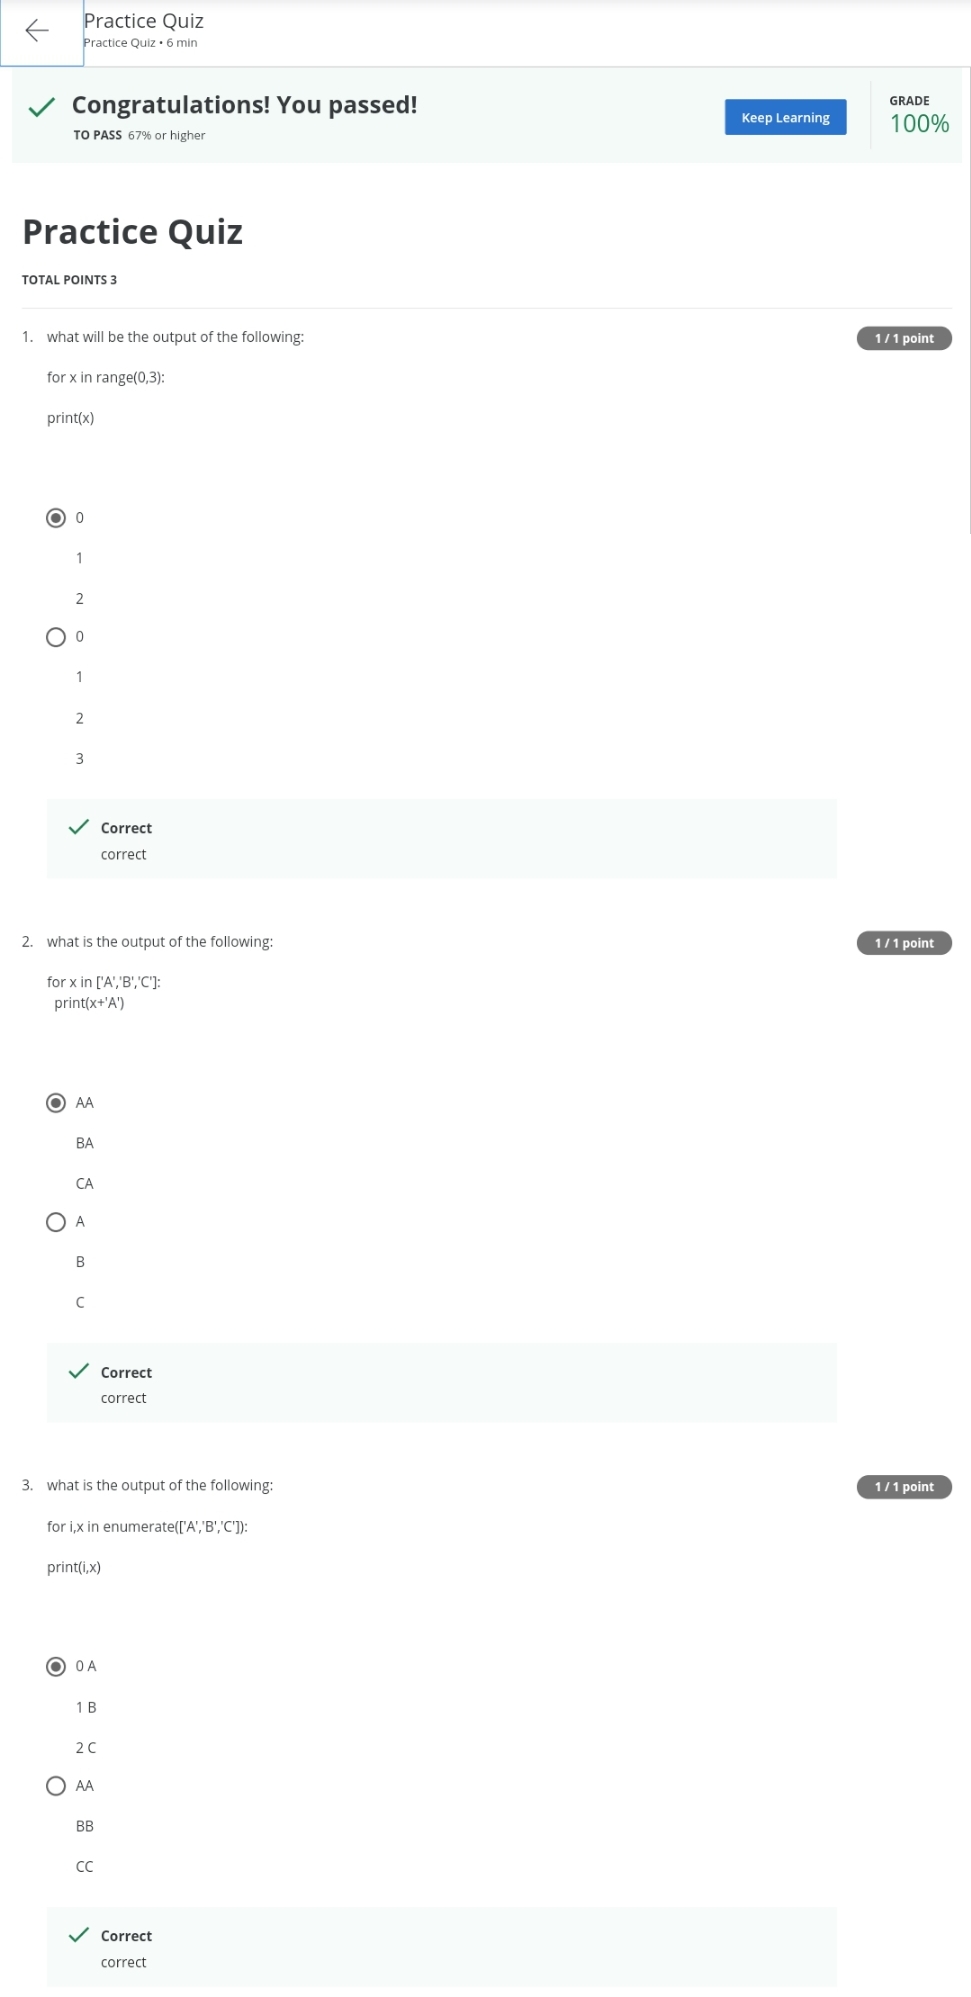 Practice Quiz
Practice Quiz • 6 min
Congratulations! You passed!
TO PASS 67% or higher
Keep Learning
GRADE
100%
Practice Quiz
TOTAL POINTS 3
1. what will be the output of the following:
1 / 1 point
for x in range(0,3):
print(x)
0
1
2
0
1
2
3
Correct
correct
2. what is the output of the following:
1 / 1 point
for x in ['A','B','C']:
print(x+'A')
AA
BA
CA
A
B
C
Correct
correct
3. what is the output of the following:
1 / 1 point
for i,x in enumerate(['A','B','C']):
print(i,x)
0 A
1 B
2 C
AA
BB
CC
Correct
correct